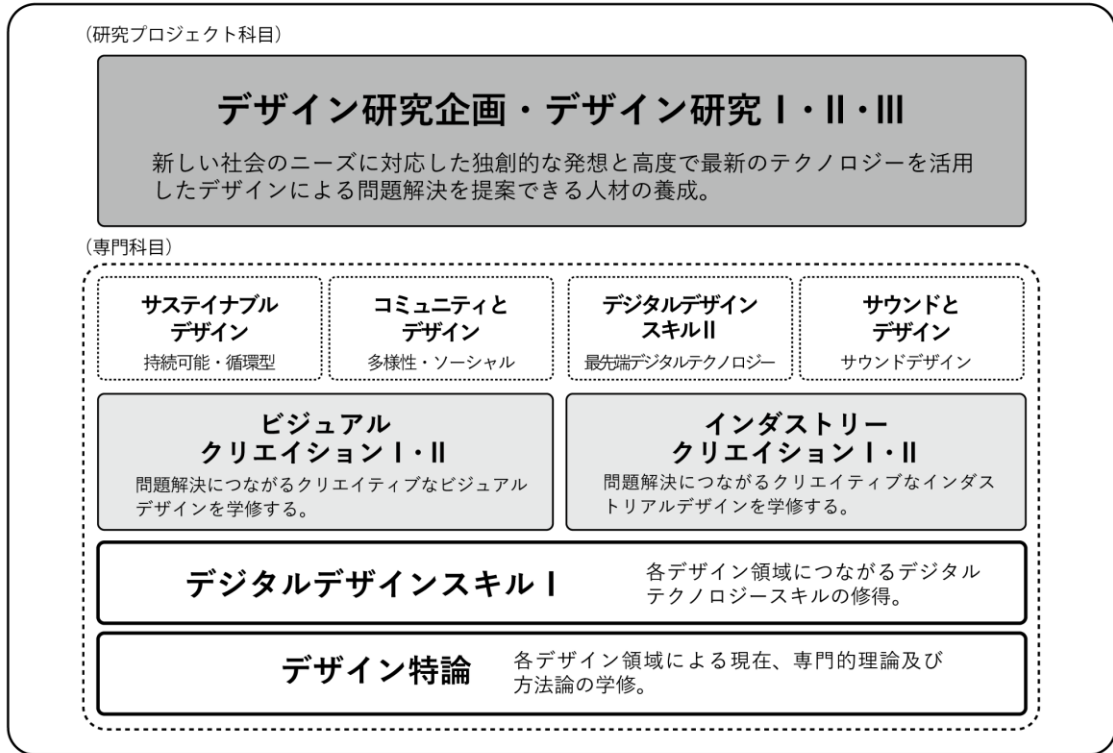 （研究プロジェクト科目）
デザイン研究企画・デザイン研究Ⅰ・Ⅱ・Ⅲ
新しい社会のニーズに対応した独創的な発想と高度で最新のテクノロジーを活用
したデザインによる問題解決を提案できる人材の養成。
（専門科目）
サステイナブル
デザイン
持続可能・循環型
コミュニティと
デザイン
多様性・ソーシャル
デジタルデザイン
スキルⅡ
最先端デジタルテクノロジー
サウンドと
デザイン
サウンドデザイン
ビジュアル
クリエイションⅠ・Ⅱ
問題解決につながるクリエイティブなビジュアル
デザインを学修する。
インダストリー
クリエイションⅠ・Ⅱ
問題解決につながるクリエイティブなインダス
トリアルデザインを学修する。
デジタルデザインスキルⅠ
各デザイン領域につながるデジタル
テクノロジースキルの修得。
デザイン特論
各デザイン領域による現在、専門的理論及び
方法論の学修。